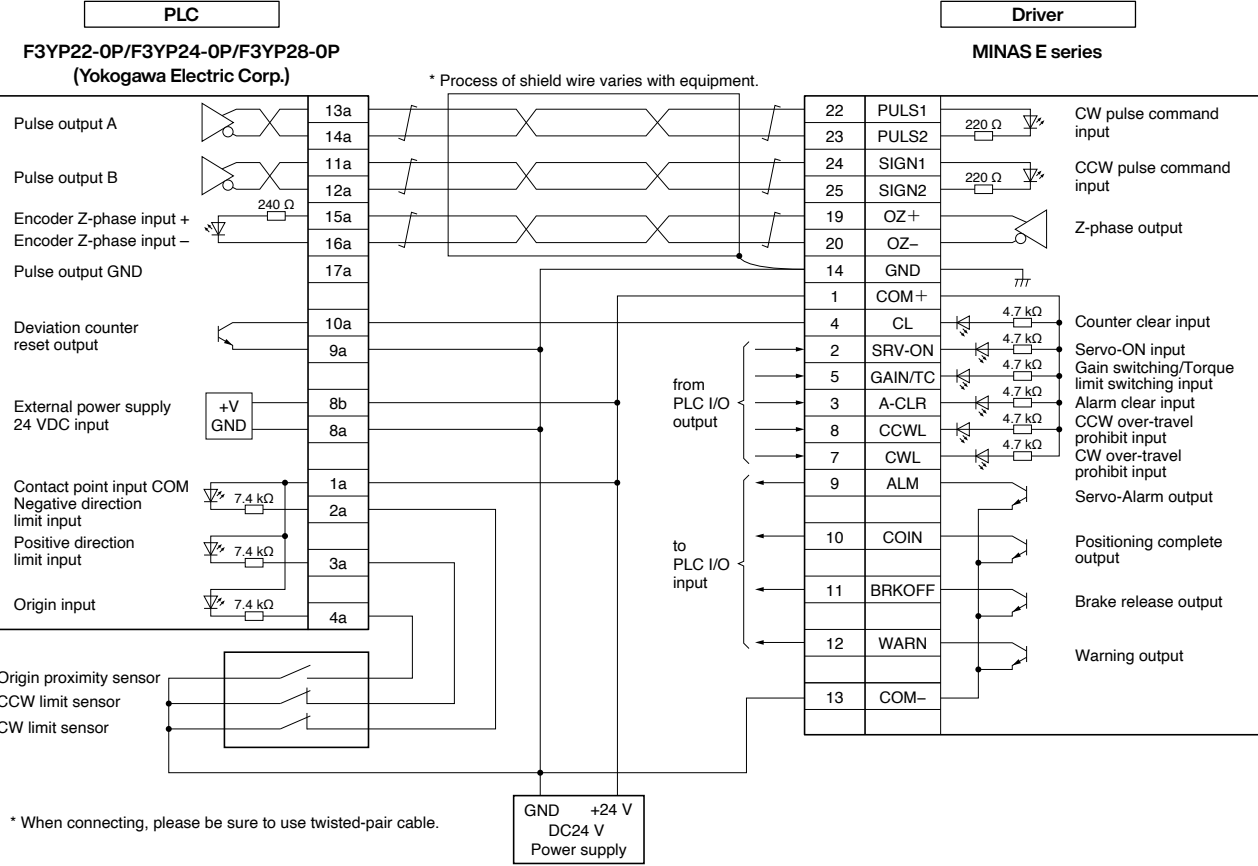 PLC
Driver
F3YP22-0P/F3YP24-0P/F3YP28-0P
(Yokogawa Electric Corp.)
MINAS E series
* Process of shield wire varies with equipment.
Pulse output A
13a
14a
22 PULS1
23 PULS2
220 Ω
CW pulse command
input
Pulse output B
11a
12a
24 SIGN1
25 SIGN2
220 Ω
CCW pulse command
input
Encoder Z-phase input +
Encoder Z-phase input –
240 Ω
15a
16a
19 OZ+
20 OZ–
Z-phase output
Pulse output GND
17a
14 GND
1 COM+
Deviation counter
reset output
10a
9a
4 CL
4.7 kΩ
Counter clear input
from
PLC I/O
output
2 SRV-ON
4.7 kΩ
Servo-ON input
5 GAIN/TC
4.7 kΩ
Gain switching/Torque
limit switching input
External power supply
24 VDC input
+V
GND
8b
8a
3 A-CLR
4.7 kΩ
Alarm clear input
8 CCWL
4.7 kΩ
CCW over-travel
prohibit input
7 CWL
4.7 kΩ
CW over-travel
prohibit input
Contact point input COM
Negative direction
limit input
7.4 kΩ
1a
2a
Positive direction
limit input
7.4 kΩ
3a
Origin input
7.4 kΩ
4a
to
PLC I/O
input
9 ALM
Servo-Alarm output
10 COIN
Positioning complete
output
11 BRKOFF
Brake release output
12 WARN
Warning output
13 COM–
Origin proximity sensor
CCW limit sensor
CW limit sensor
GND +24 V
DC24 V
Power supply
* When connecting, please be sure to use twisted-pair cable.